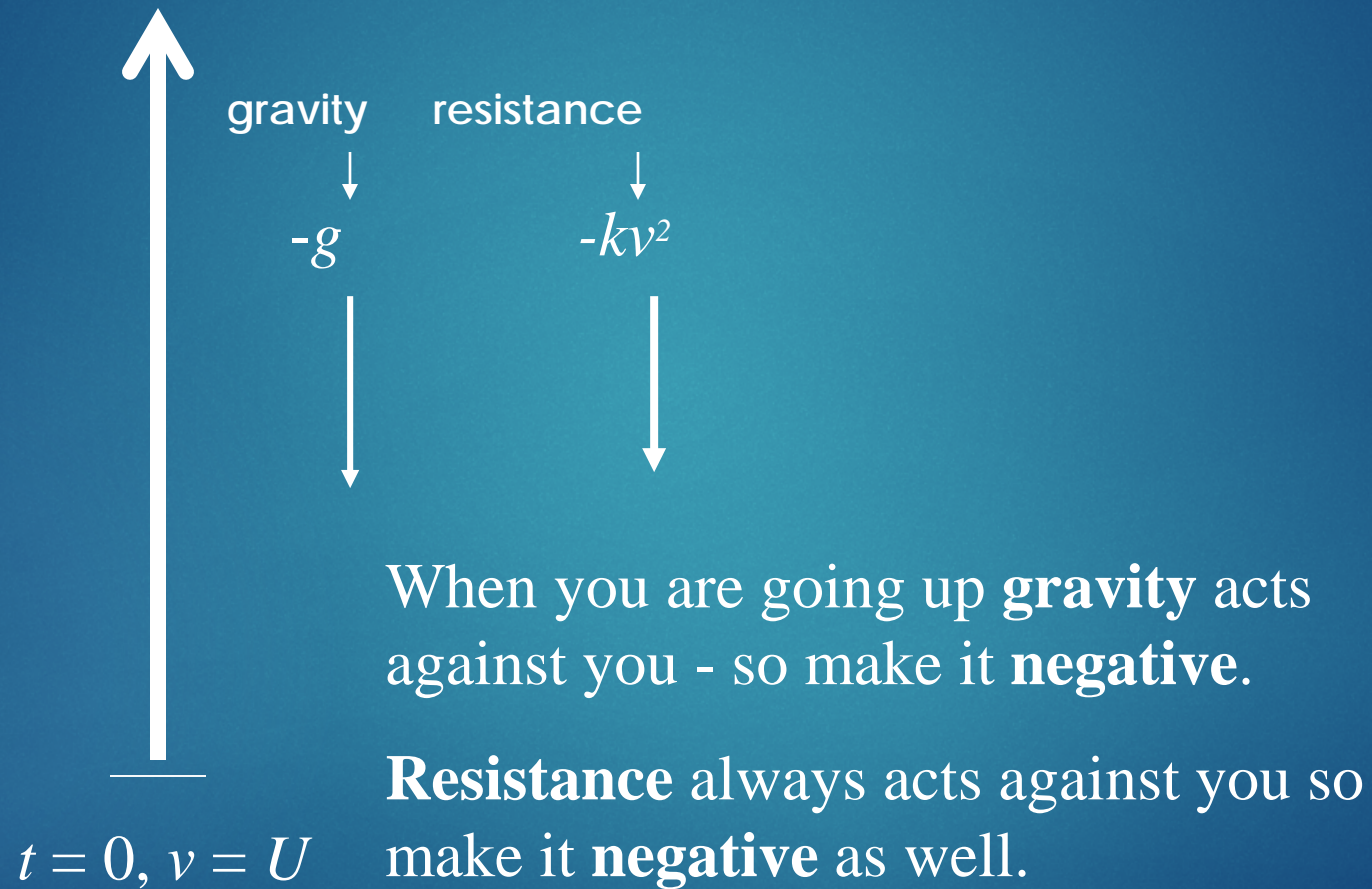 gravity resistance
-g -kv²
When you are going up gravity acts
against you - so make it negative.
Resistance always acts against you so
make it negative as well.
t = 0, v = U